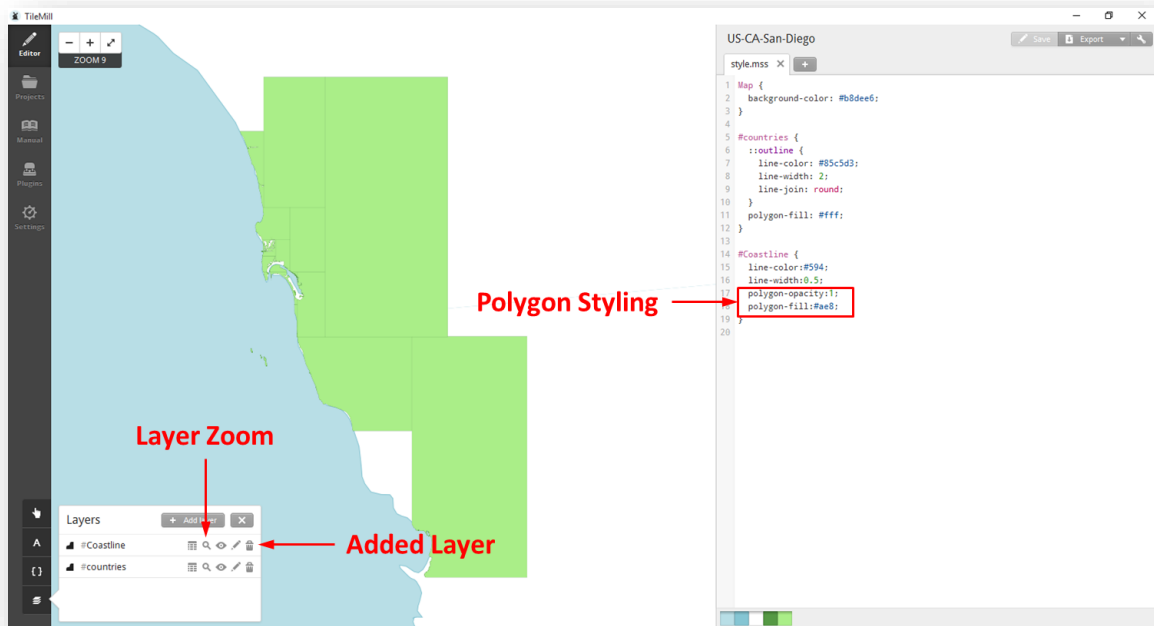 TileMill
Editor
Projects
Manual
Plugins
Settings
− +
ZOOM 9
US-CA-San-Diego
Save
Export
style.mss
+
1 Map {
2 background-color: #b8dee6;
3 }
4
5 #countries {
6 ::outline {
7 line-color: #85c5d3;
8 line-width: 2;
9 line-join: round;
10 }
11 polygon-fill: #fff;
12 }
13
14 #Coastline {
15 line-color:#594;
16 line-width:0.5;
17 polygon-opacity:1;
18 polygon-fill:#ae8;
19 }
20
Polygon Styling
Layer Zoom
Added Layer
A
{ }
Layers
+ Add layer
#Coastline
#countries